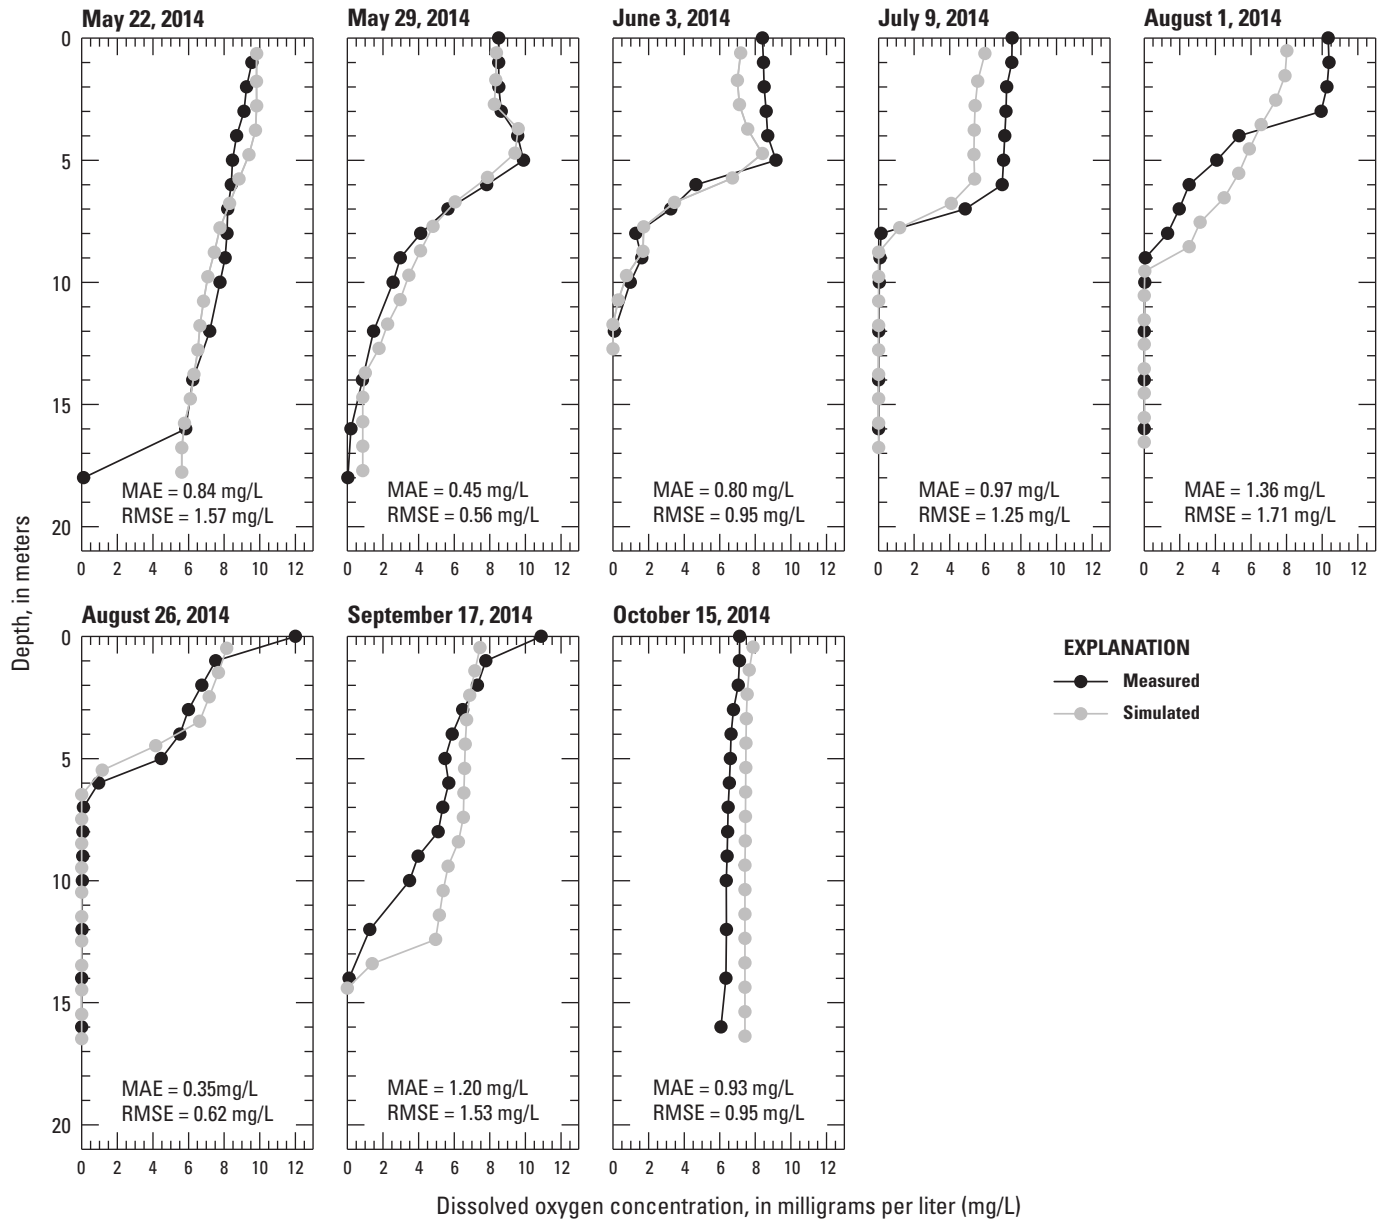 May 22, 2014 May 29, 2014 June 3, 2014 July 9, 2014 August 1, 2014
0
5
10
15
20
MAE = 0.84 mg/L MAE = 0.45 mg/L MAE = 0.80 mg/L MAE = 0.97 mg/L MAE = 1.36 mg/L
RMSE = 1.57 mg/L RMSE = 0.56 mg/L RMSE = 0.95 mg/L RMSE = 1.25 mg/L RMSE = 1.71 mg/L
0 2 4 6 8 10 12 0 2 4 6 8 10 12 0 2 4 6 8 10 12 0 2 4 6 8 10 12 0 2 4 6 8 10 12
Depth, in meters
August 26, 2014 September 17, 2014 October 15, 2014
0
5
10
15
20
MAE = 0.35mg/L MAE = 1.20 mg/L MAE = 0.93 mg/L
RMSE = 0.62 mg/L RMSE = 1.53 mg/L RMSE = 0.95 mg/L
0 2 4 6 8 10 12 0 2 4 6 8 10 12 0 2 4 6 8 10 12
EXPLANATION
Measured
Simulated
Dissolved oxygen concentration, in milligrams per liter (mg/L)